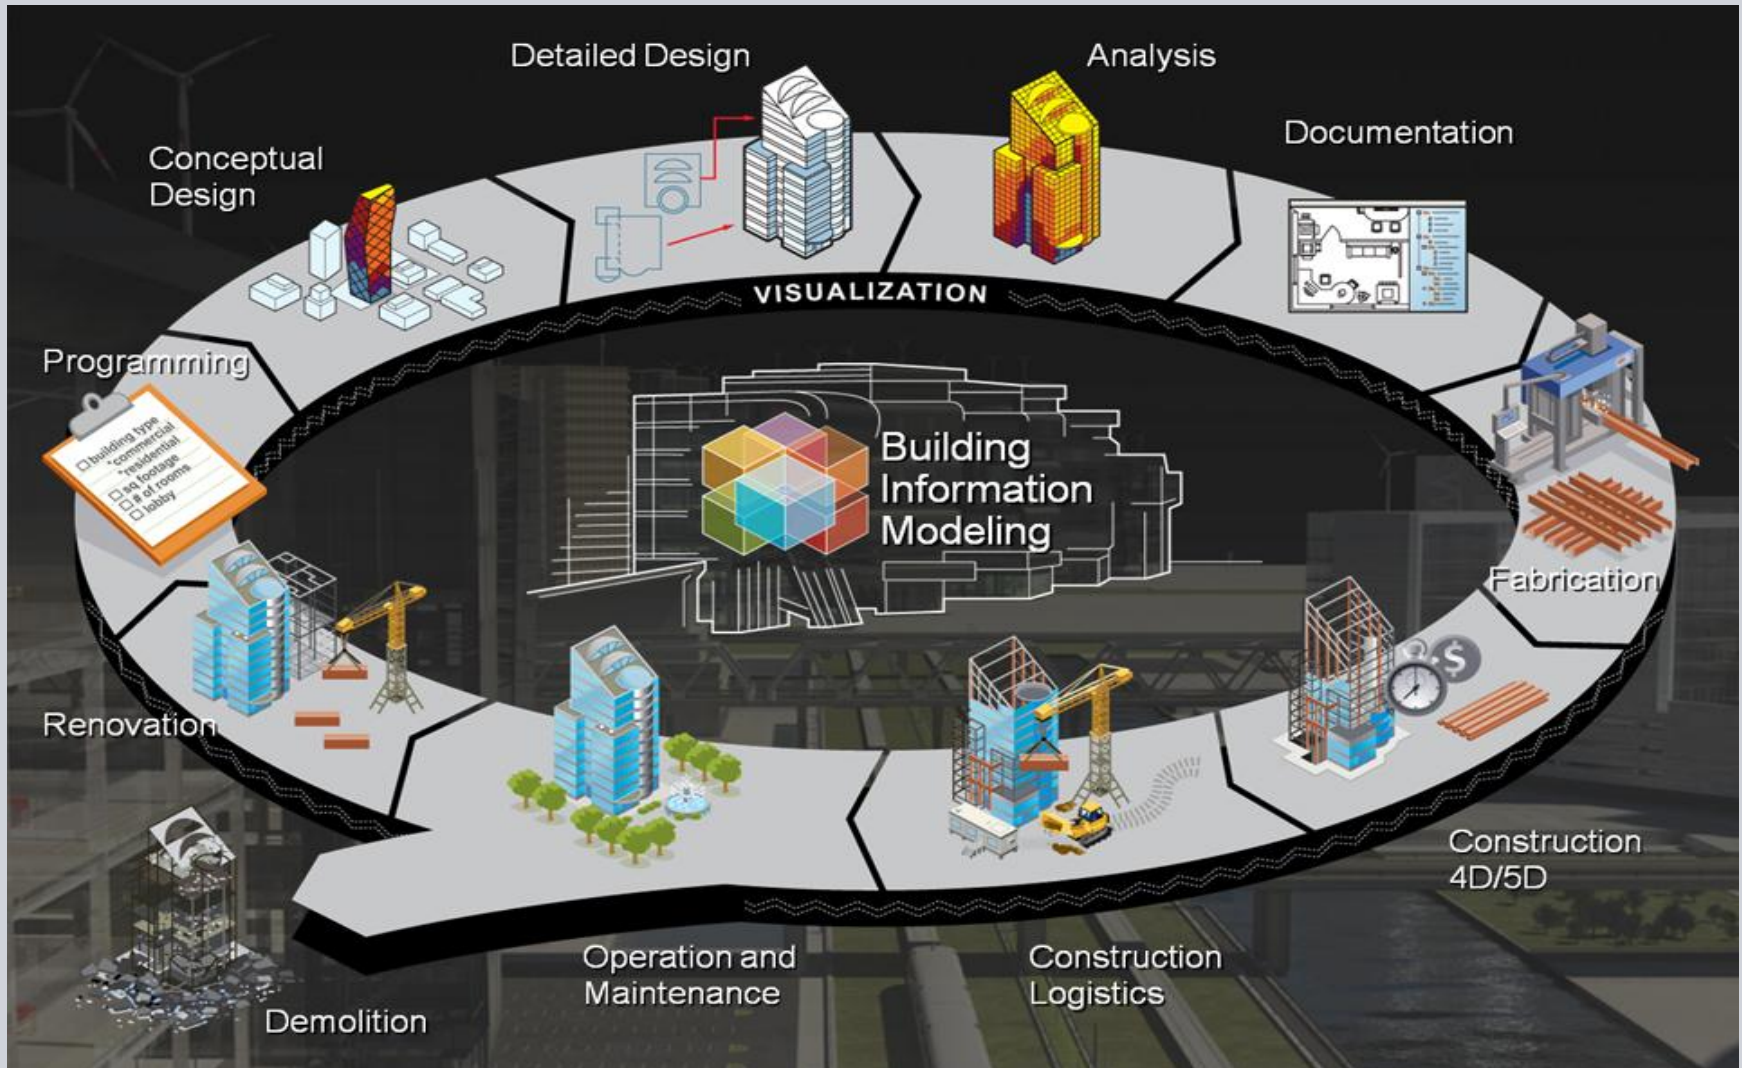 Detailed Design
Analysis
Documentation
Conceptual
Design
VISUALIZATION
Programming
building type
*commercial
*residential
sq footage
# of rooms
lobby
Building
Information
Modeling
Fabrication
$
Renovation
Construction
4D/5D
Operation and
Maintenance
Construction
Logistics
Demolition